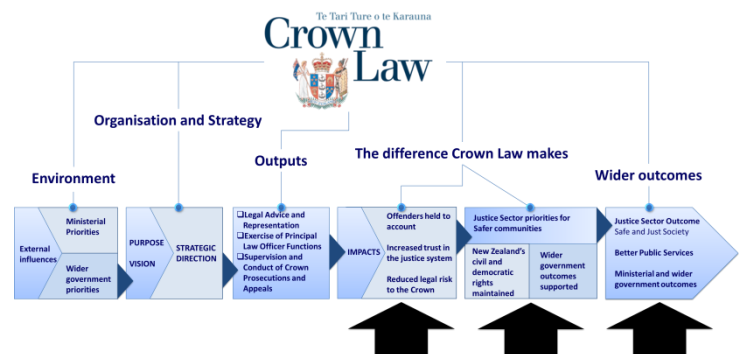 Te Tari Ture o te Karauna
Crown
Law
Organisation and Strategy
The difference Crown Law makes
Outputs
Environment
Wider outcomes
External
influences
Ministerial
Priorities
Wider
government
priorities
PURPOSE
VISION
STRATEGIC
DIRECTION
❑Legal Advice and
Representation
❑Exercise of Principal
Law Officer Functions
❑Supervision and
Conduct of Crown
Prosecutions and
Appeals
IMPACTS
Offenders held to
account
Increased trust in
the justice system
Reduced legal risk
to the Crown
Justice Sector priorities for
Safer communities
New Zealand's
civil and
democratic
rights
maintained
Wider
government
outcomes
supported
Justice Sector Outcome
Safe and Just Society
Better Public Services
Ministerial and wider
government outcomes